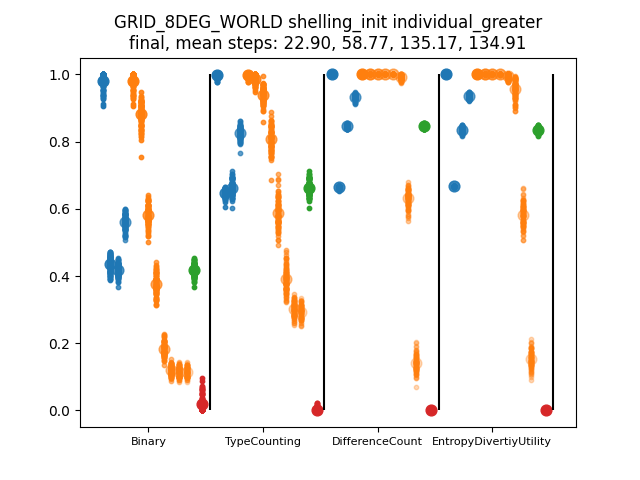 GRID_8DEG_WORLD shelling_init individual_greater
final, mean steps: 22.90, 58.77, 135.17, 134.91
1.0
0.8
0.6
0.4
0.2
0.0
Binary TypeCounting DifferenceCount EntropyDivertiyUtility